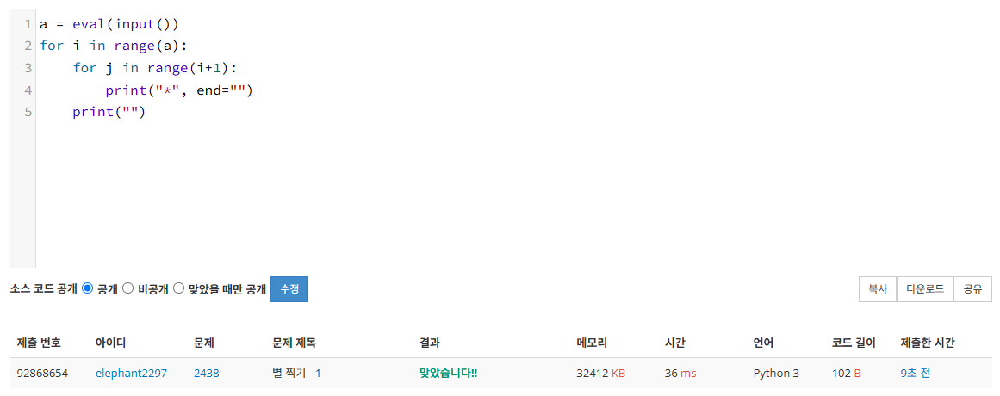 1 a = eval(input())
2 for i in range(a):
3     for j in range(i+1):
4         print("*", end="")
5     print("")
소스 코드 공개 공개 비공개 맞았을 때만 공개 수정 복사 다운로드 공유
제출 번호 아이디 문제 문제 제목 결과 메모리 시간 언어 코드 길이 제출한 시간
92868654 elephant2297 2438 별 찍기 - 1 맞았습니다!! 32412 KB 36 ms Python 3 102 B 9초 전